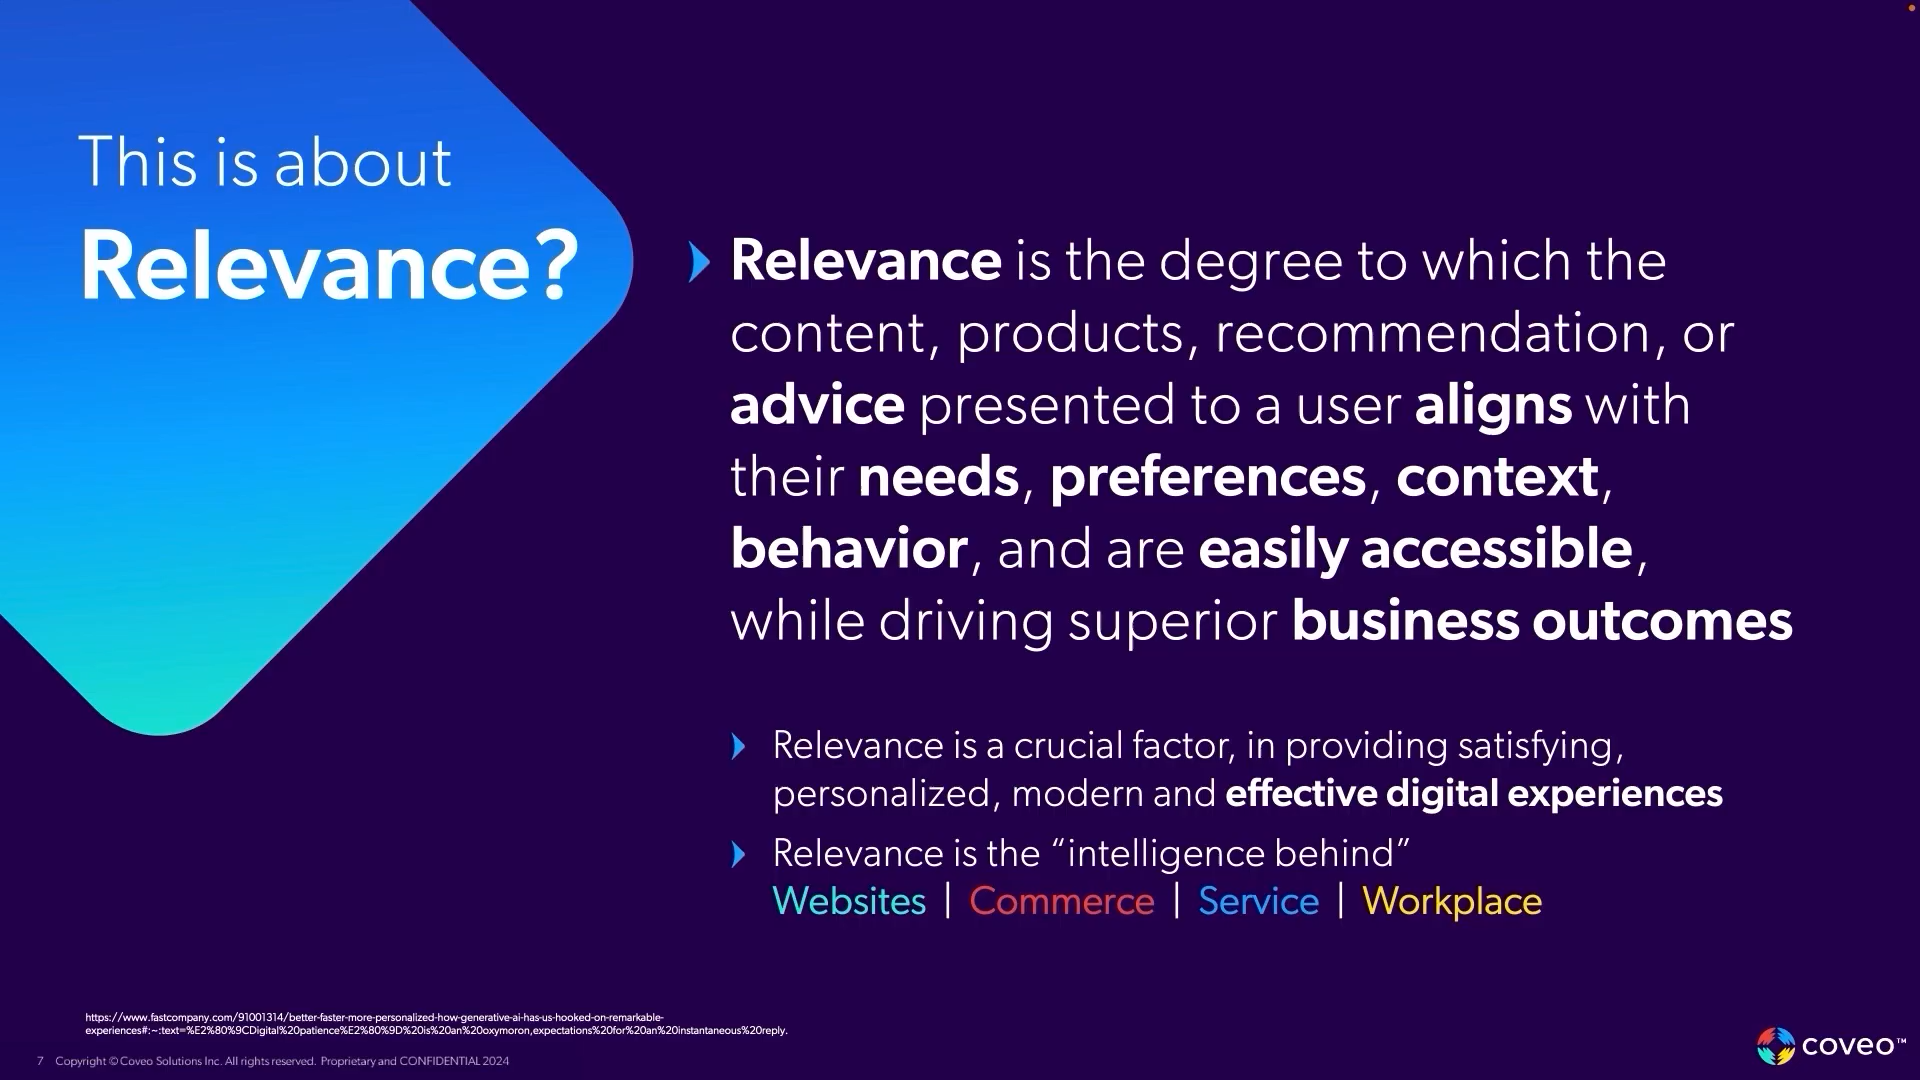 This is about
Relevance?
Relevance is the degree to which the
content, products, recommendation, or
advice presented to a user aligns with
their needs, preferences, context,
behavior, and are easily accessible,
while driving superior business outcomes
Relevance is a crucial factor, in providing satisfying,
personalized, modern and effective digital experiences
Relevance is the “intelligence behind”
Websites | Commerce | Service | Workplace
https://www.fastcompany.com/91001314/better-faster-more-personalized-how-generative-ai-has-us-hooked-on-remarkable-
experiences#:~:text=%E2%80%9CDigital%20patience%E2%80%9D%20is%20an%20oxymoron,expectations%20for%20an%20instantaneous%20reply.
7 Copyright © Coveo Solutions Inc. All rights reserved. Proprietary and CONFIDENTIAL 2024
coveo™